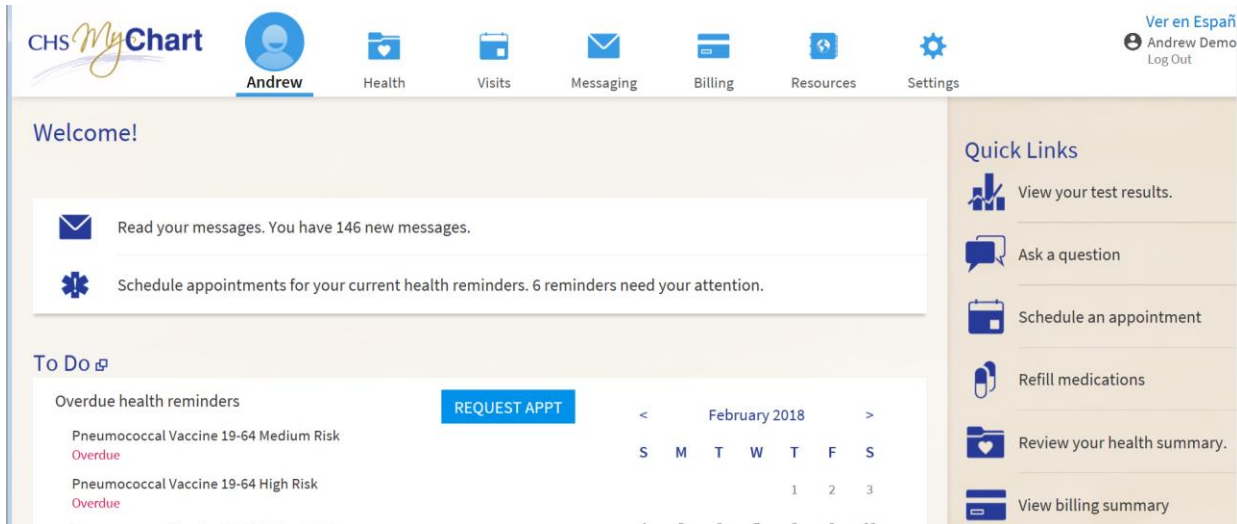 CHS MyChart
Andrew
Health
Visits
Messaging
Billing
Resources
Settings
Ver en Españ
Andrew Demo
Log Out
Welcome!
Read your messages. You have 146 new messages.
Schedule appointments for your current health reminders. 6 reminders need your attention.
To Do
Overdue health reminders
REQUEST APPT
Pneumococcal Vaccine 19-64 Medium Risk
Overdue
Pneumococcal Vaccine 19-64 High Risk
Overdue
< February 2018 >
S M T W T F S
1 2 3
Quick Links
View your test results.
Ask a question
Schedule an appointment
Refill medications
Review your health summary.
View billing summary